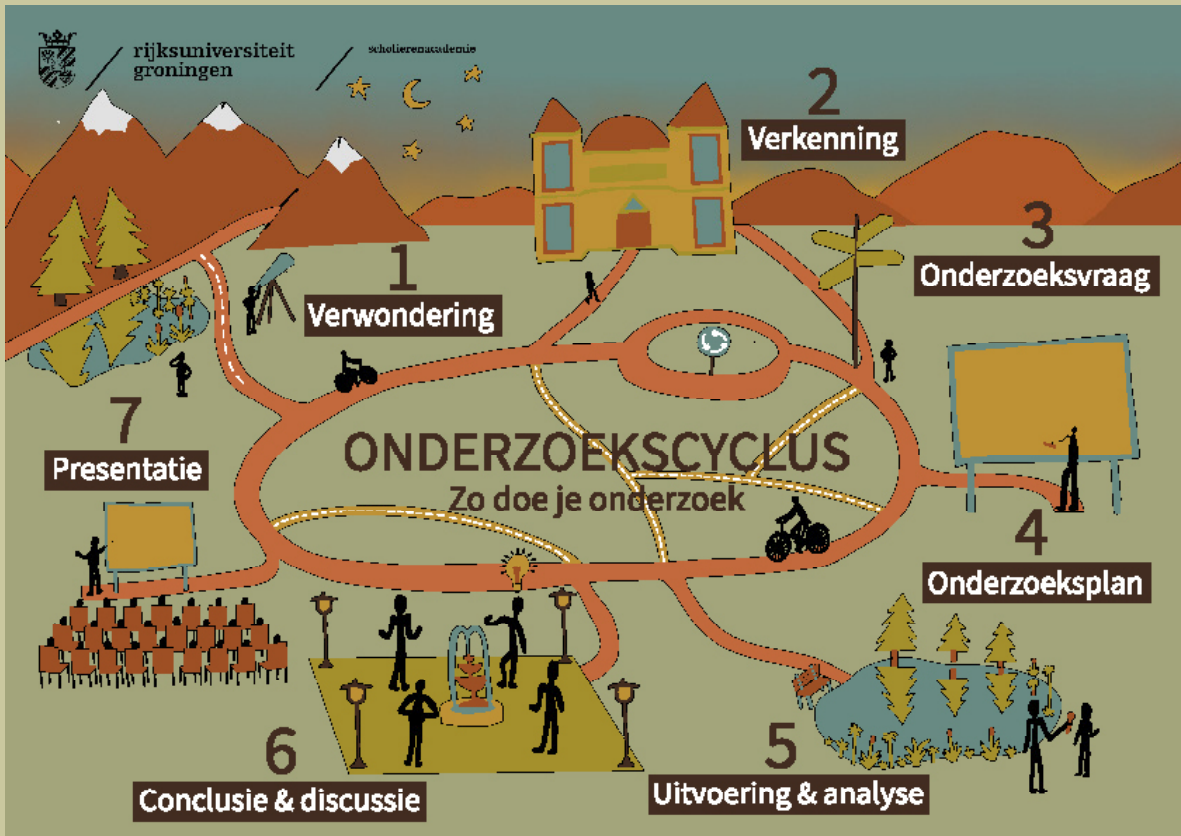 rijksuniversiteit
groningen
scholierenacademie
2
Verkenning
3
Onderzoeksvraag
1
Verwondering
7
Presentatie
ONDERZOEKSCYCLUS
Zo doe je onderzoek
4
Onderzoeksplan
6
Conclusie & discussie
5
Uitvoering & analyse